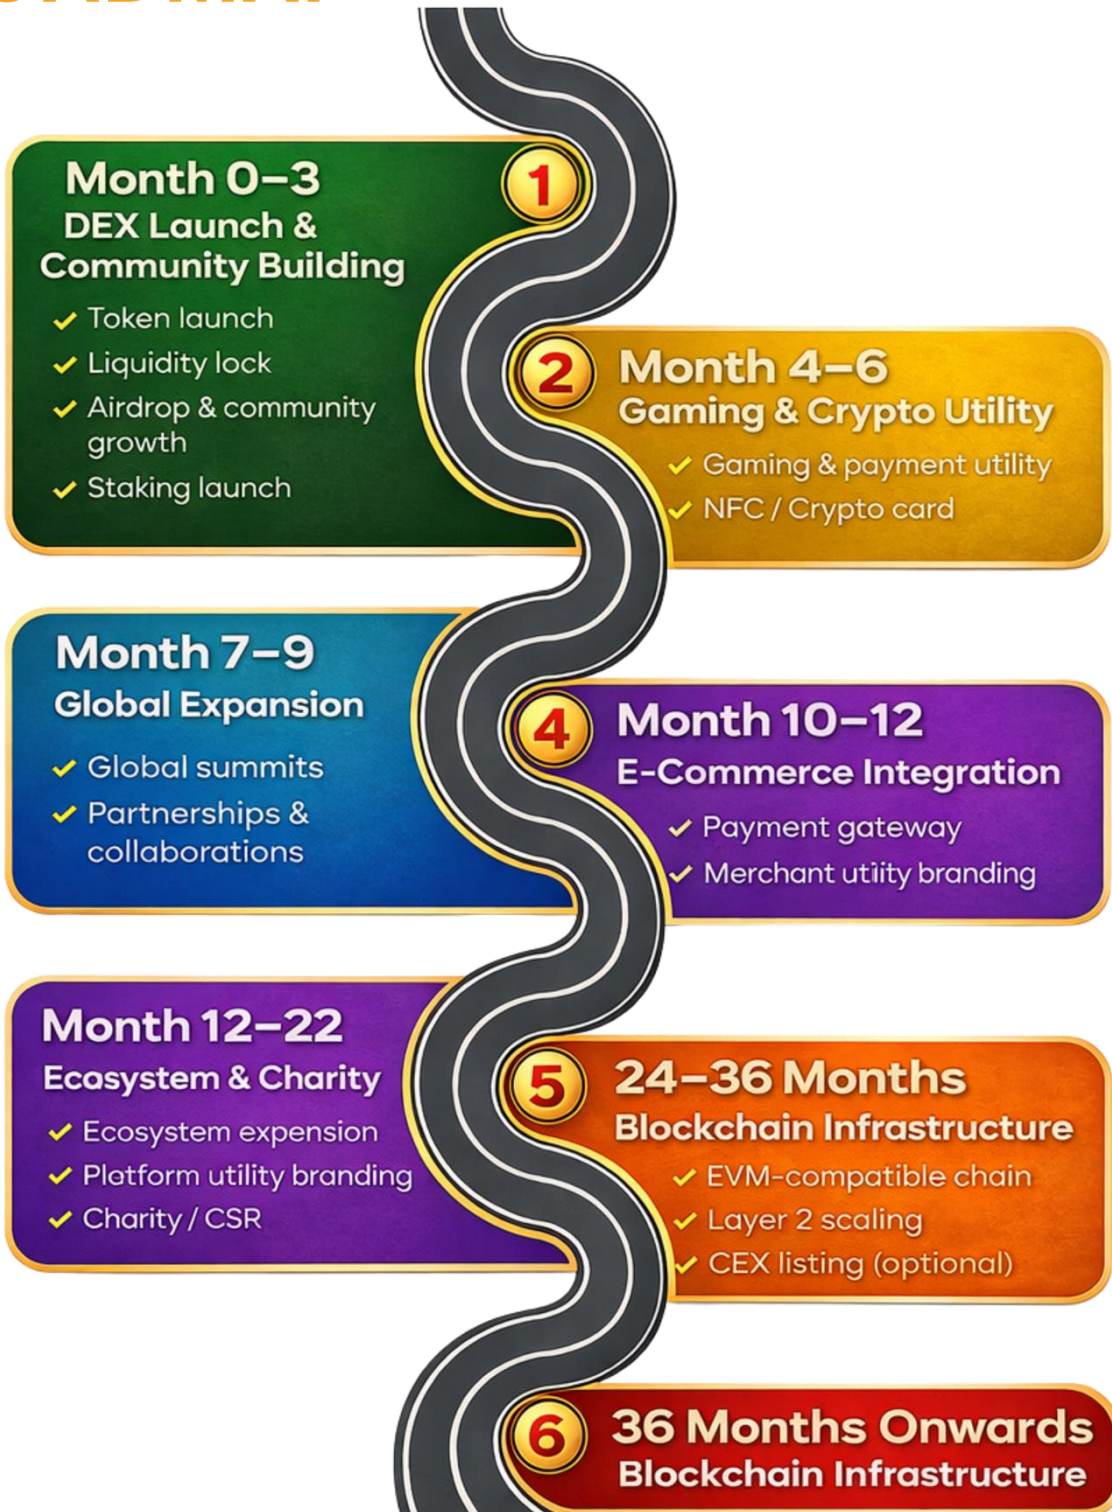 Month 0–3
1
DEX Launch &
Community Building
✓ Token launch
✓ Liquidity lock
✓ Airdrop & community
growth
✓ Staking launch
2
Month 4–6
Gaming & Crypto Utility
✓ Gaming & payment utility
✓ NFC / Crypto card
Month 7–9
Global Expansion
✓ Global summits
✓ Partnerships &
collaborations
4
Month 10–12
E-Commerce Integration
✓ Payment gateway
✓ Merchant utility branding
Month 12–22
Ecosystem & Charity
✓ Ecosystem expension
✓ Pletform utility branding
✓ Charity / CSR
5
24–36 Months
Blockchain Infrastructure
✓ EVM-compatible chain
✓ Layer 2 scaling
✓ CEX listing (optional)
6
36 Months Onwards
Blockchain Infrastructure